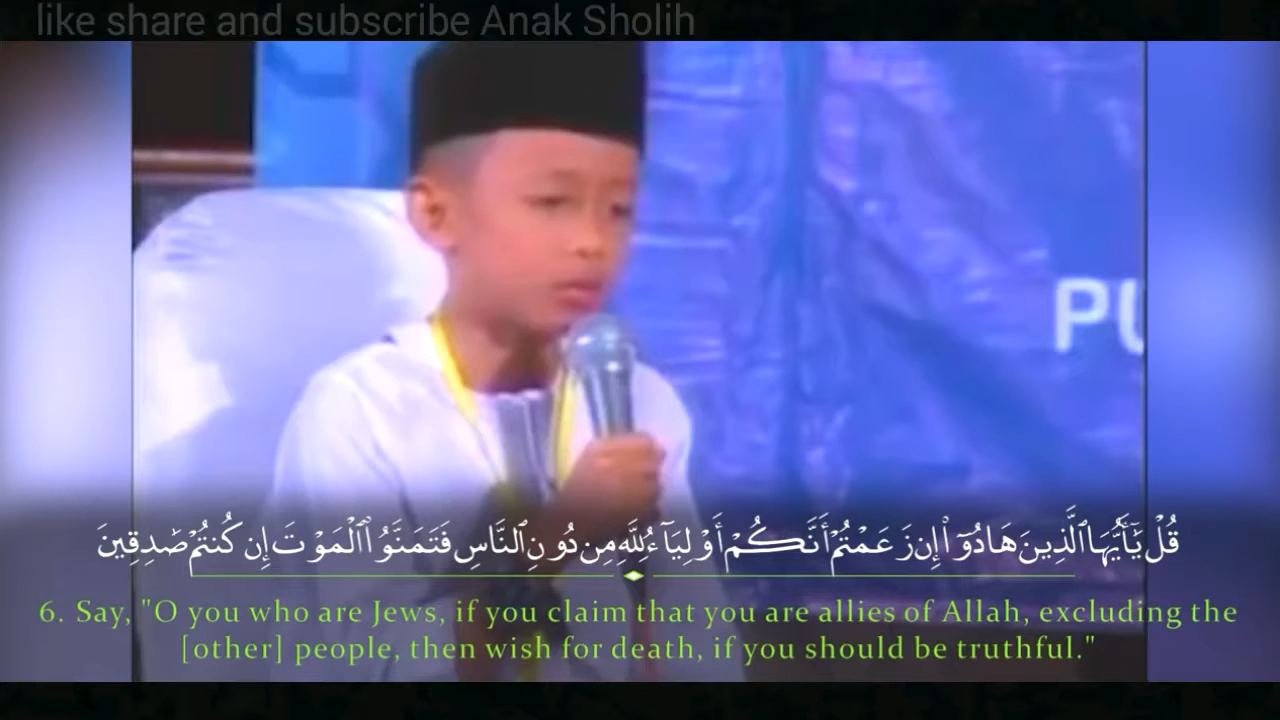 like share and subscribe Anak Sholih
PU
قُلْ يَٰٓأَيُّهَا ٱلَّذِينَ هَادُوٓا۟ إِن زَعَمْتُمْ أَنَّكُمْ أَوْلِيَآءُ لِلَّهِ مِن دُونِ ٱلنَّاسِ فَتَمَنَّوُا۟ ٱلْمَوْتَ إِن كُنتُمْ صَٰدِقِينَ
6. Say, "O you who are Jews, if you claim that you are allies of Allah, excluding the
[other] people, then wish for death, if you should be truthful."